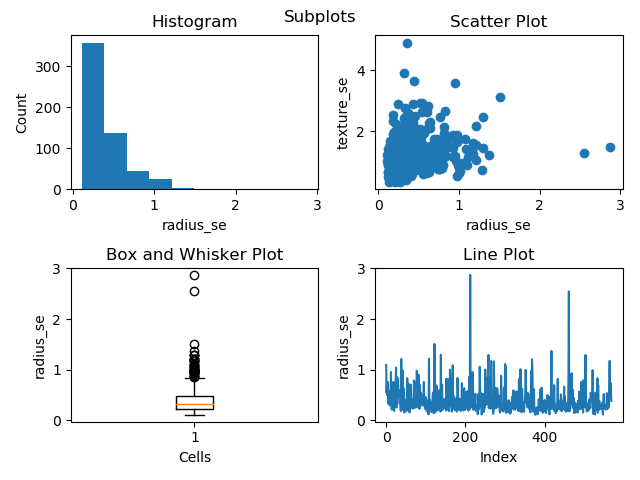 Subplots
Histogram
Count
300
200
100
0
0 1 2 3
radius_se
Scatter Plot
texture_se
4
2
0 1 2 3
radius_se
Box and Whisker Plot
radius_se
3
2
1
0
1
Cells
Line Plot
radius_se
3
2
1
0
0 200 400
Index